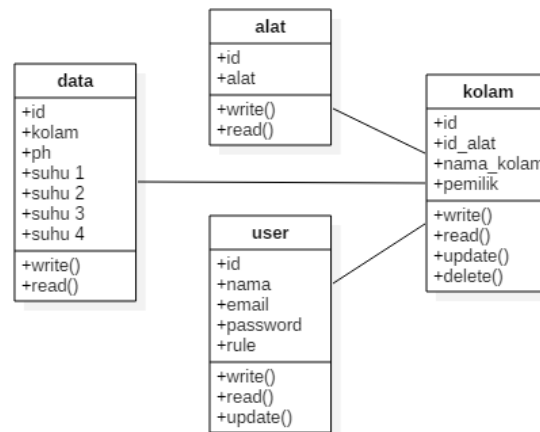 alat
+id
+alat
+write()
+read()
data
+id
+kolam
+ph
+suhu 1
+suhu 2
+suhu 3
+suhu 4
+write()
+read()
kolam
+id
+id_alat
+nama_kolam
+pemilik
+write()
+read()
+update()
+delete()
user
+id
+nama
+email
+password
+rule
+write()
+read()
+update()